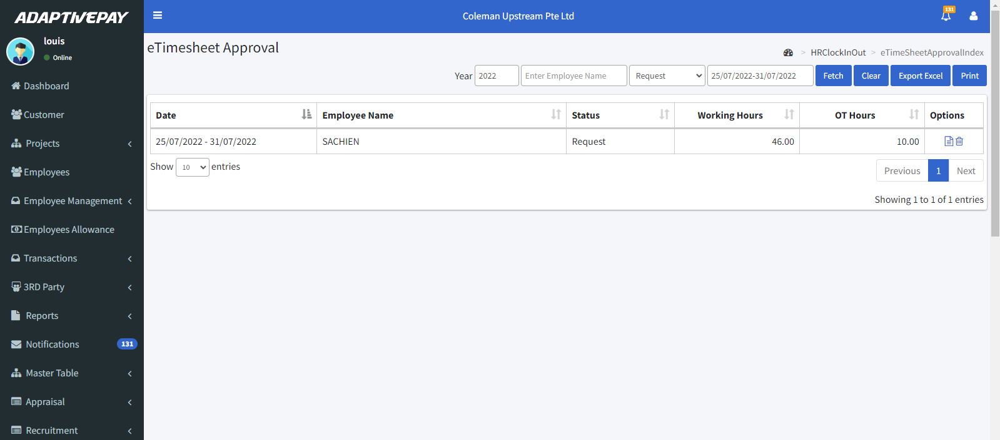 ADAPTIVEPAY
louis
Online
Dashboard
Customer
Projects
Employees
Employee Management
Employees Allowance
Transactions
3RD Party
Reports
Notifications 131
Master Table
Appraisal
Recruitment
Coleman Upstream Pte Ltd
131
eTimesheet Approval
> HRClockInOut > eTimeSheetApprovalIndex
Year 2022 Enter Employee Name Request 25/07/2022-31/07/2022 Fetch Clear Export Excel Print
Date Employee Name Status Working Hours OT Hours Options
25/07/2022 - 31/07/2022 SACHIEN Request 46.00 10.00
Show 10 entries
Previous 1 Next
Showing 1 to 1 of 1 entries